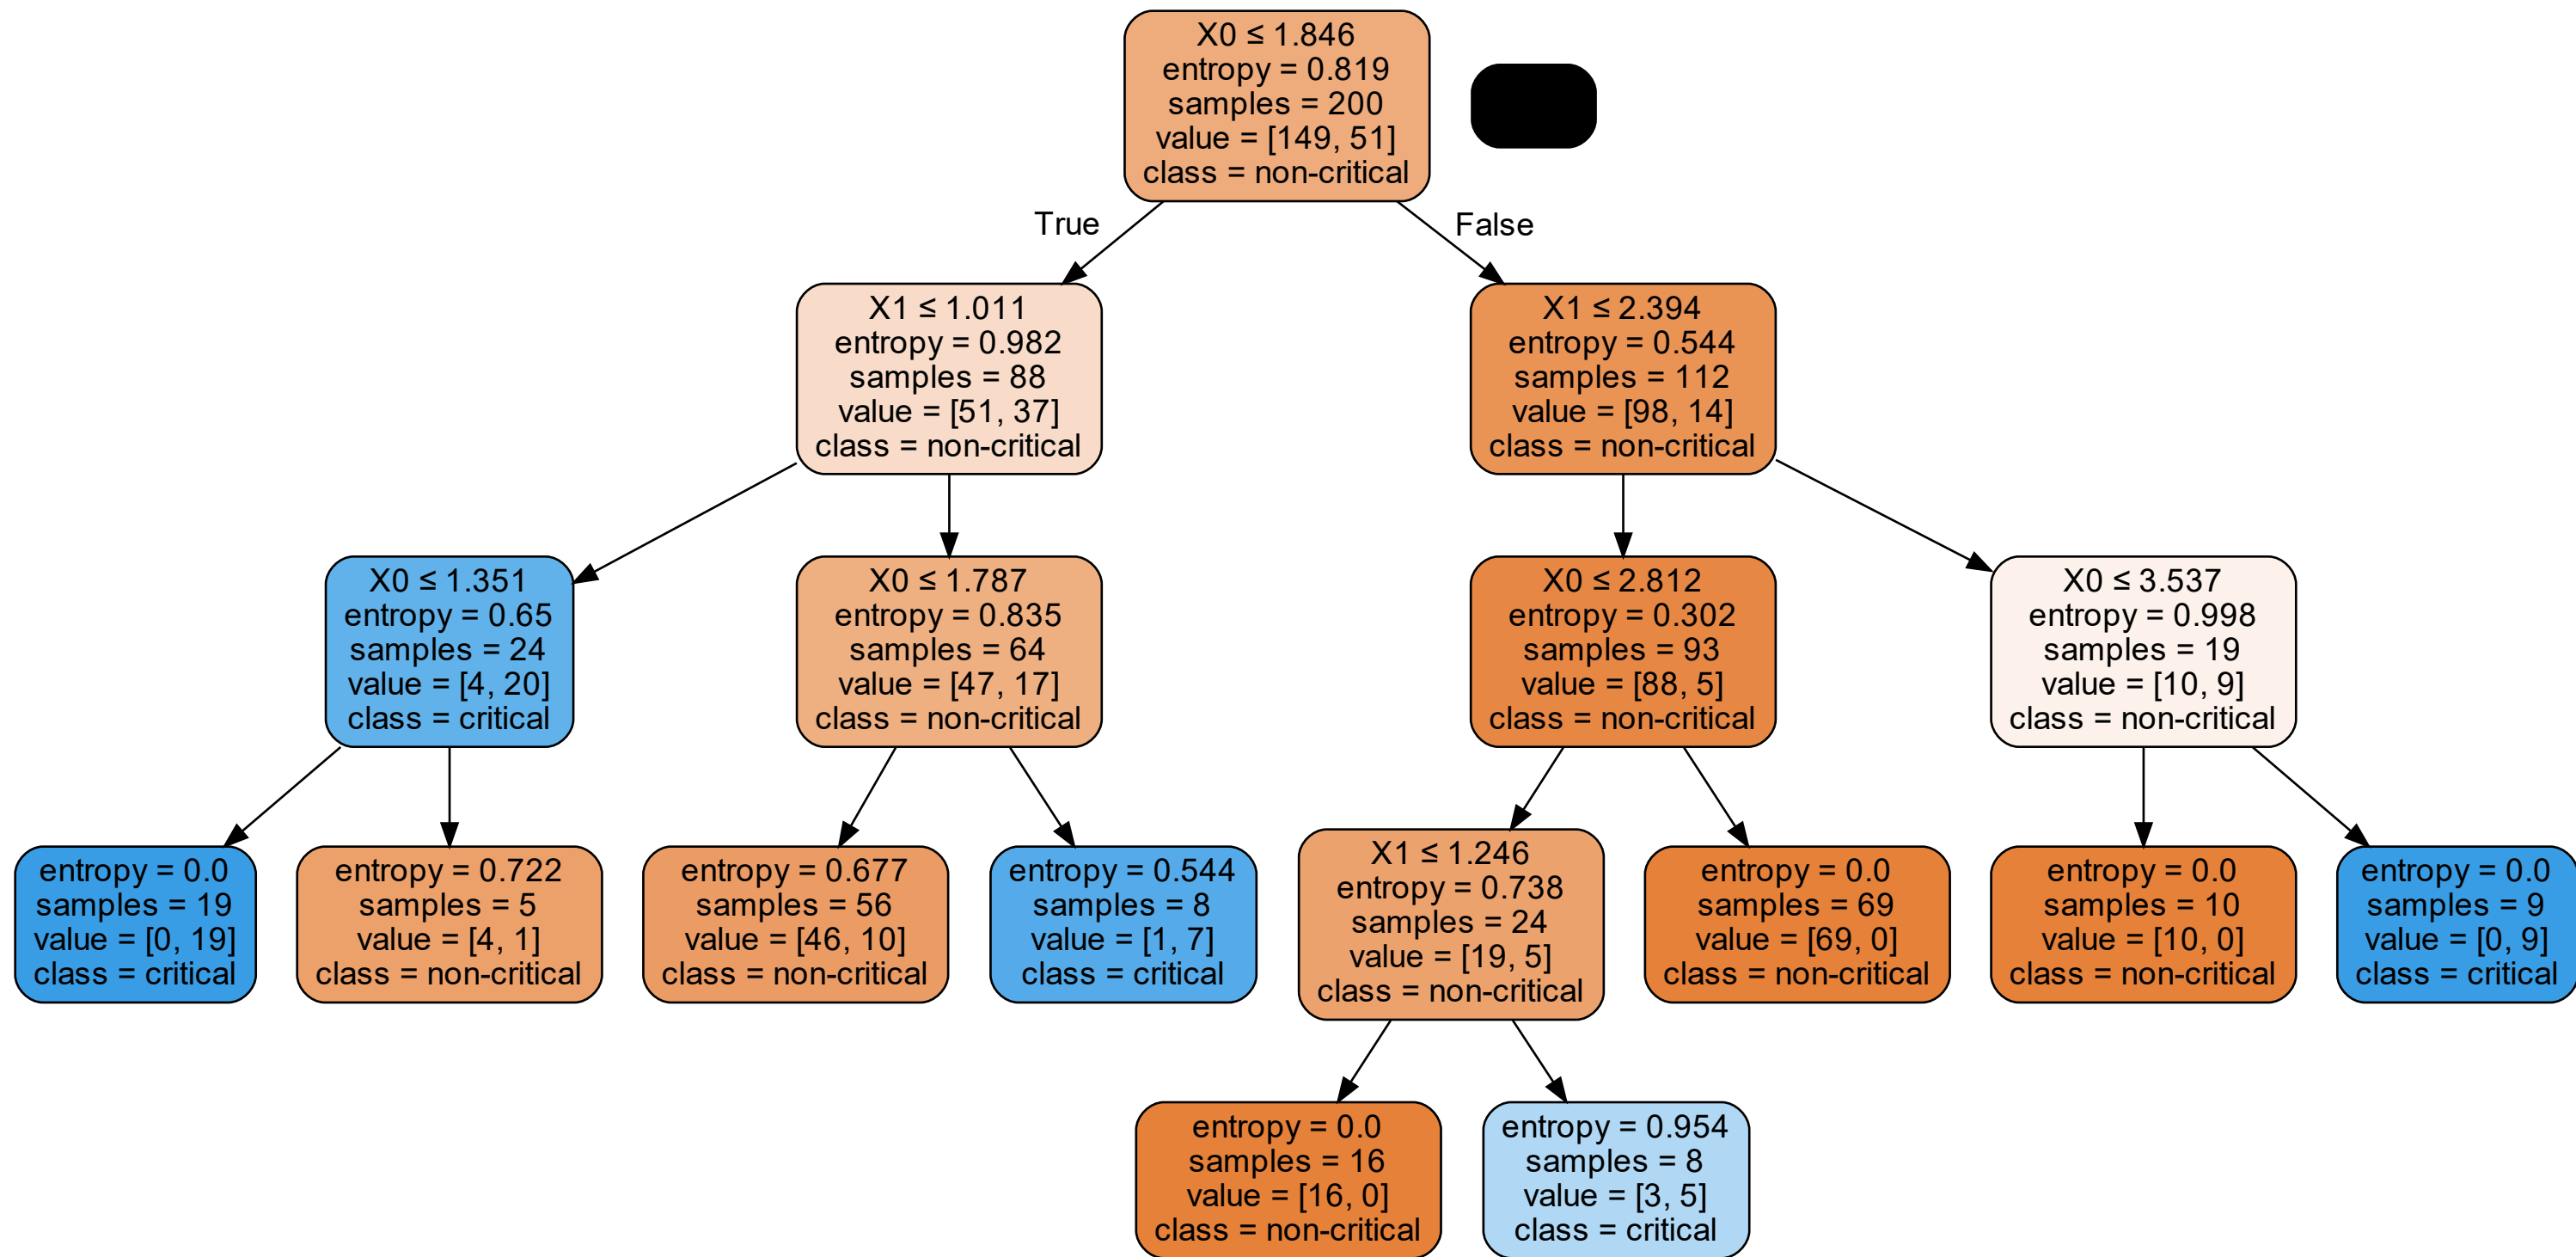 X0 ≤ 1.846
entropy = 0.819
samples = 200
value = [149, 51]
class = non-critical
True
False
X1 ≤ 1.011
entropy = 0.982
samples = 88
value = [51, 37]
class = non-critical
X1 ≤ 2.394
entropy = 0.544
samples = 112
value = [98, 14]
class = non-critical
X0 ≤ 1.351
entropy = 0.65
samples = 24
value = [4, 20]
class = critical
X0 ≤ 1.787
entropy = 0.835
samples = 64
value = [47, 17]
class = non-critical
X0 ≤ 2.812
entropy = 0.302
samples = 93
value = [88, 5]
class = non-critical
X0 ≤ 3.537
entropy = 0.998
samples = 19
value = [10, 9]
class = non-critical
entropy = 0.0
samples = 19
value = [0, 19]
class = critical
entropy = 0.722
samples = 5
value = [4, 1]
class = non-critical
entropy = 0.677
samples = 56
value = [46, 10]
class = non-critical
entropy = 0.544
samples = 8
value = [1, 7]
class = critical
X1 ≤ 1.246
entropy = 0.738
samples = 24
value = [19, 5]
class = non-critical
entropy = 0.0
samples = 69
value = [69, 0]
class = non-critical
entropy = 0.0
samples = 10
value = [10, 0]
class = non-critical
entropy = 0.0
samples = 9
value = [0, 9]
class = critical
entropy = 0.0
samples = 16
value = [16, 0]
class = non-critical
entropy = 0.954
samples = 8
value = [3, 5]
class = critical